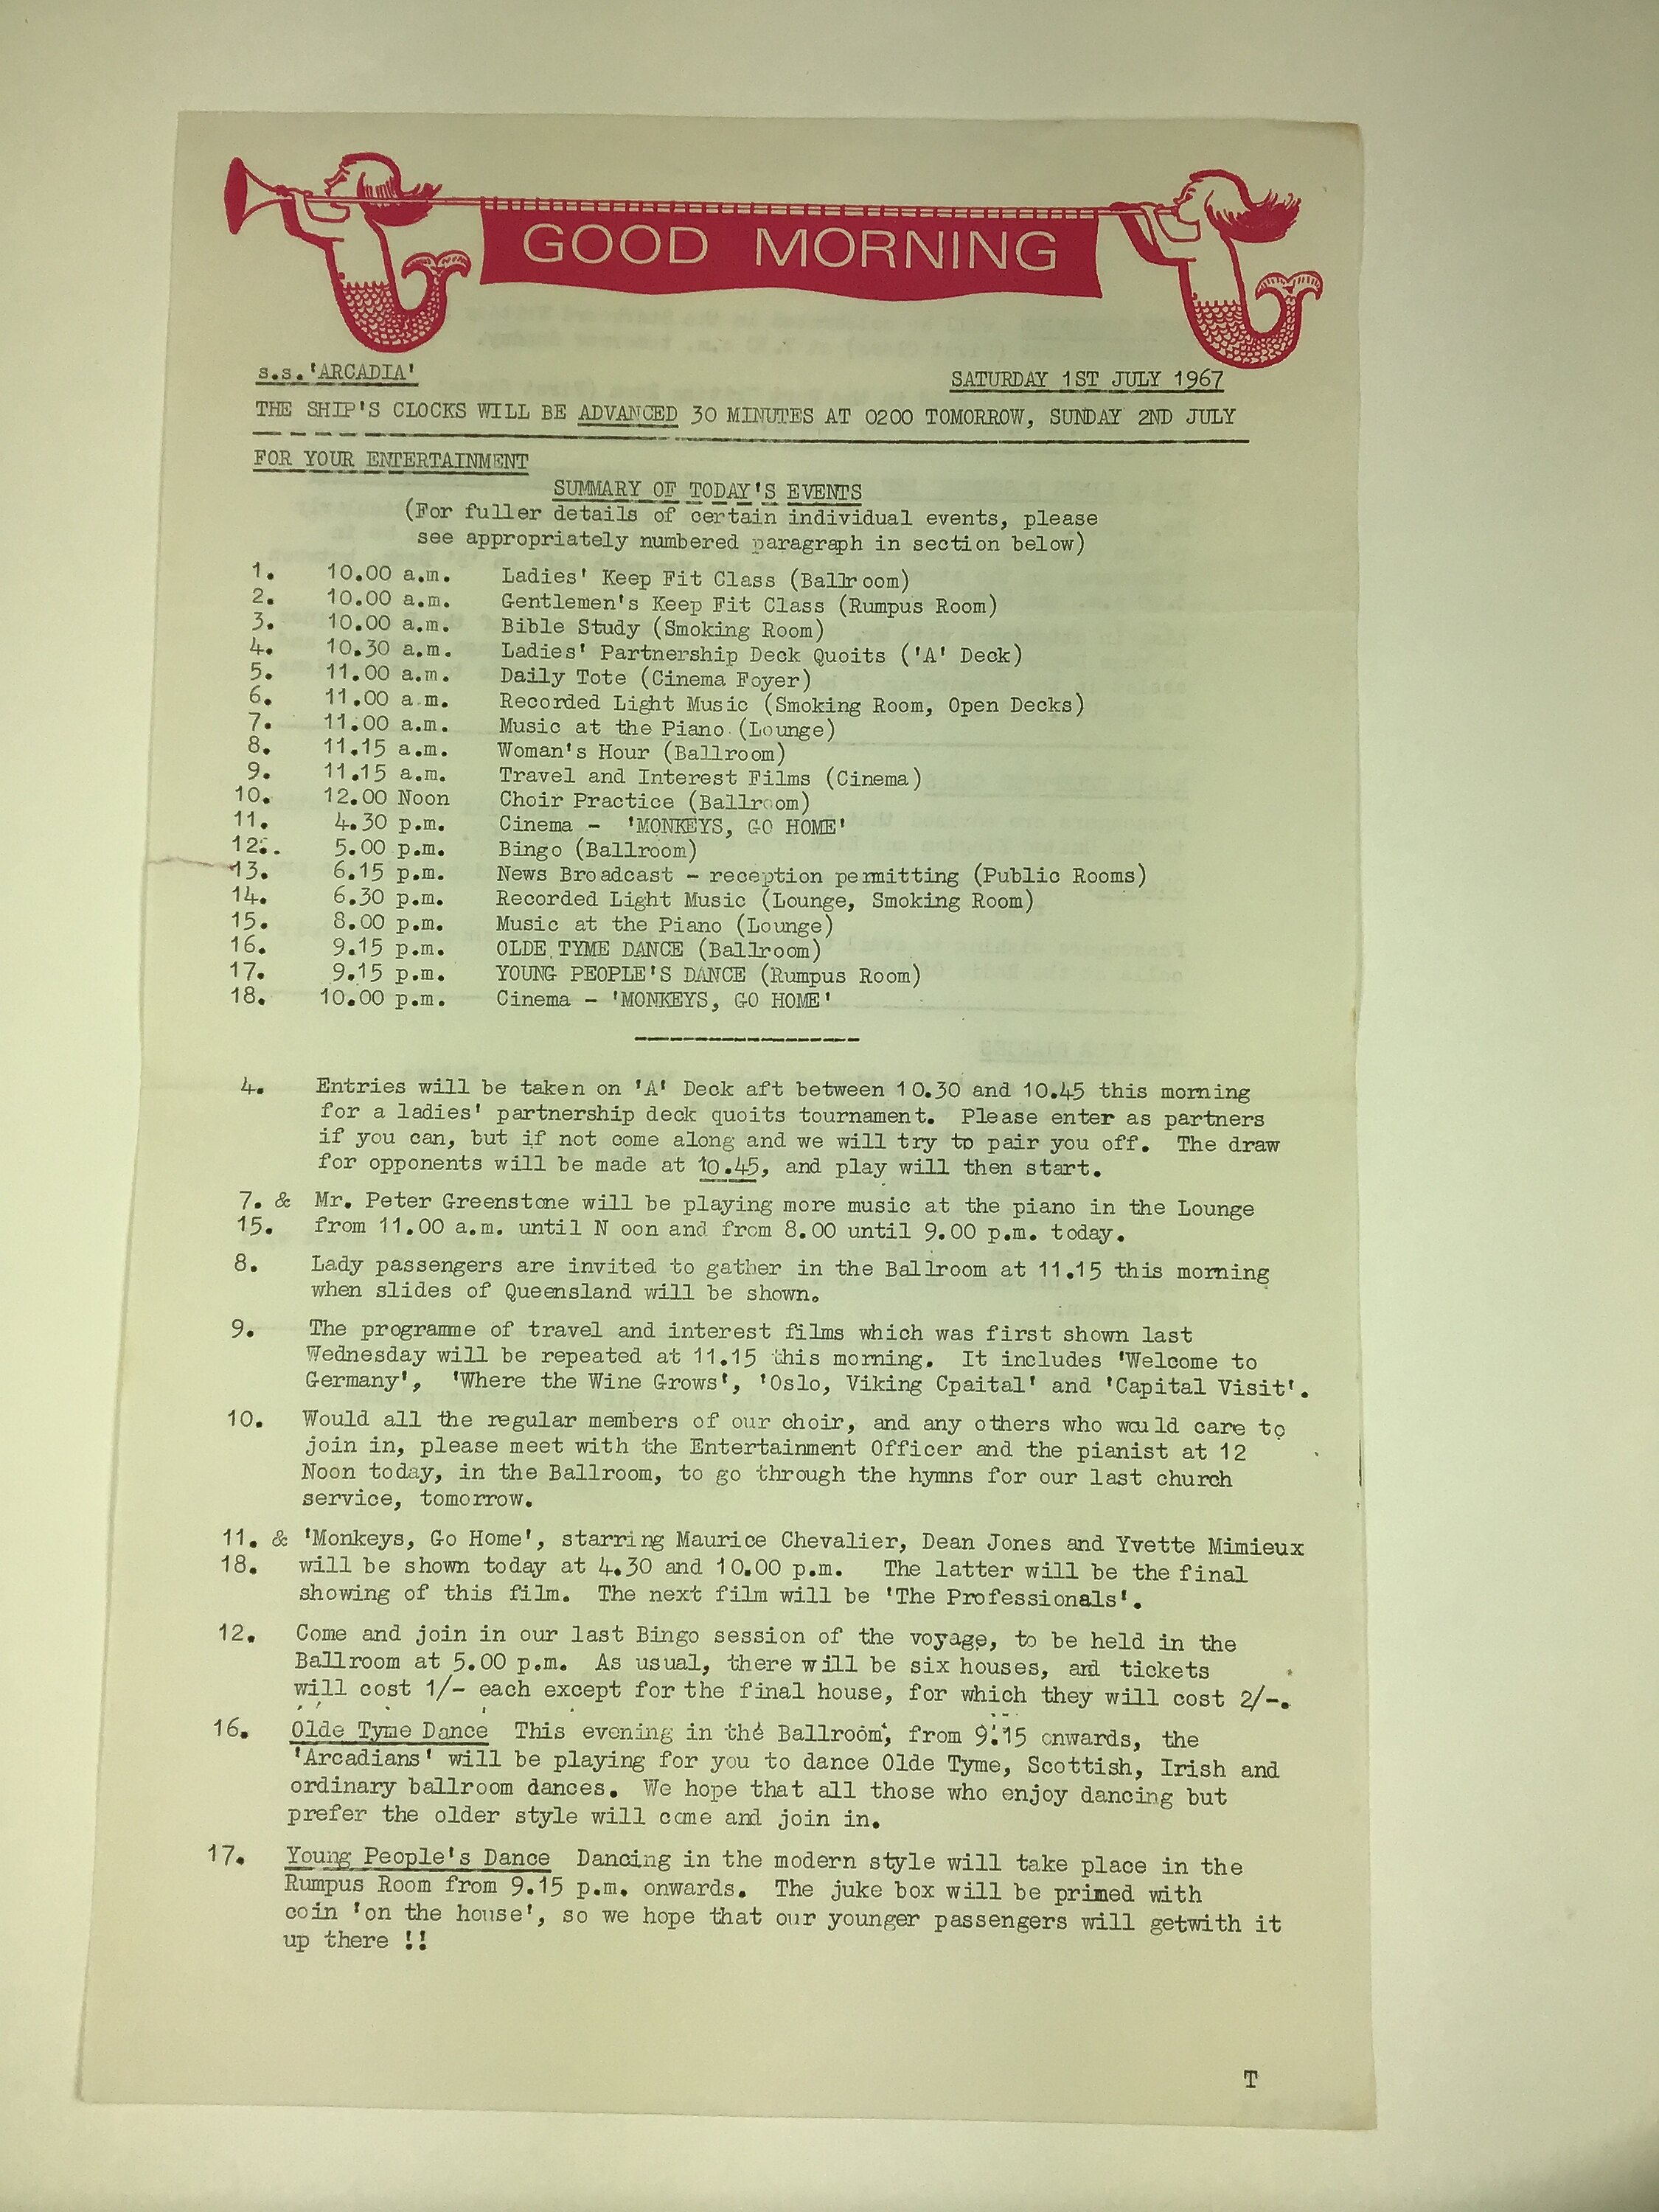 GOOD MORNING
s.s.'ARCADIA' SATURDAY 1ST JULY 1967
THE SHIP'S CLOCKS WILL BE ADVANCED 30 MINUTES AT 0200 TOMORROW, SUNDAY 2ND JULY
FOR YOUR ENTERTAINMENT
SUMMARY OF TODAY'S EVENTS
(For fuller details of certain individual events, please
see appropriately numbered paragraph in section below)
1. 10.00 a.m. Ladies' Keep Fit Class (Ballroom)
2. 10.00 a.m. Gentlemen's Keep Fit Class (Rumpus Room)
3. 10.00 a.m. Bible Study (Smoking Room)
4. 10.30 a.m. Ladies' Partnership Deck Quoits ('A' Deck)
5. 11.00 a.m. Daily Tote (Cinema Foyer)
6. 11.00 a.m. Recorded Light Music (Smoking Room, Open Decks)
7. 11.00 a.m. Music at the Piano (Lounge)
8. 11.15 a.m. Woman's Hour (Ballroom)
9. 11.15 a.m. Travel and Interest Films (Cinema)
10. 12.00 Noon Choir Practice (Ballroom)
11. 4.30 p.m. Cinema - 'MONKEYS, GO HOME'
12. 5.00 p.m. Bingo (Ballroom)
13. 6.15 p.m. News Broadcast - reception permitting (Public Rooms)
14. 6.30 p.m. Recorded Light Music (Lounge, Smoking Room)
15. 8.00 p.m. Music at the Piano (Lounge)
16. 9.15 p.m. OLDE TYME DANCE (Ballroom)
17. 9.15 p.m. YOUNG PEOPLE'S DANCE (Rumpus Room)
18. 10.00 p.m. Cinema - 'MONKEYS, GO HOME'
4. Entries will be taken on 'A' Deck aft between 10.30 and 10.45 this morning
for a ladies' partnership deck quoits tournament. Please enter as partners
if you can, but if not come along and we will try to pair you off. The draw
for opponents will be made at 10.45, and play will then start.
7. & Mr. Peter Greenstone will be playing more music at the piano in the Lounge
15. from 11.00 a.m. until N oon and from 8.00 until 9.00 p.m. today.
8. Lady passengers are invited to gather in the Ballroom at 11.15 this morning
when slides of Queensland will be shown.
9. The programme of travel and interest films which was first shown last
Wednesday will be repeated at 11.15 this morning. It includes 'Welcome to
Germany', 'Where the Wine Grows', 'Oslo, Viking Cpaital' and 'Capital Visit'.
10. Would all the regular members of our choir, and any others who would care to
join in, please meet with the Entertainment Officer and the pianist at 12
Noon today, in the Ballroom, to go through the hymns for our last church
service, tomorrow.
11. & 'Monkeys, Go Home', starring Maurice Chevalier, Dean Jones and Yvette Mimieux
18. will be shown today at 4.30 and 10.00 p.m. The latter will be the final
showing of this film. The next film will be 'The Professionals'.
12. Come and join in our last Bingo session of the voyage, to be held in the
Ballroom at 5.00 p.m. As usual, there will be six houses, and tickets
will cost 1/- each except for the final house, for which they will cost 2/-.
16. Olde Tyme Dance This evening in the Ballroom, from 9.15 onwards, the
'Arcadians' will be playing for you to dance Olde Tyme, Scottish, Irish and
ordinary ballroom dances. We hope that all those who enjoy dancing but
prefer the older style will come and join in.
17. Young People's Dance Dancing in the modern style will take place in the
Rumpus Room from 9.15 p.m. onwards. The juke box will be primed with
coin 'on the house', so we hope that our younger passengers will getwith it
up there !!
T